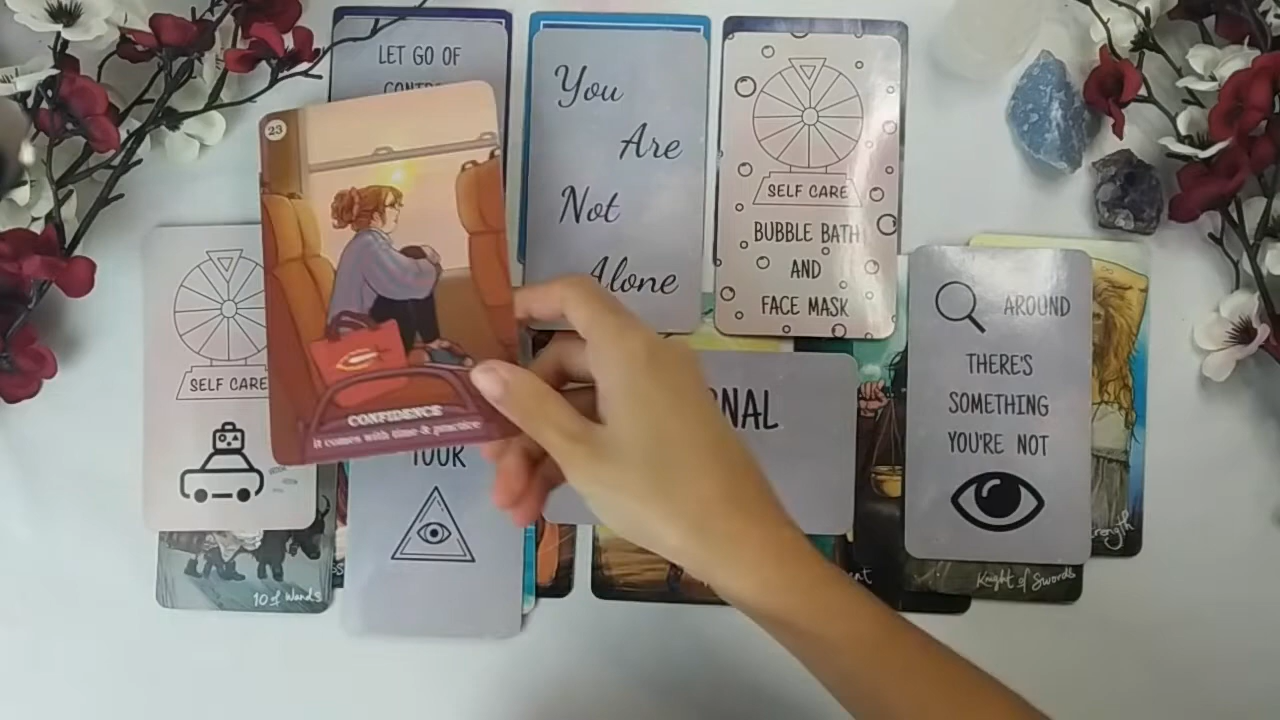 LET GO OF
You
Are
Not
Alone
SELF CARE
BUBBLE BATH
AND
FACE MASK
23
CONFIDENCE
it comes with time & practice
SELF CARE
10 of Wands
YOUR
AROUND
THERE'S
SOMETHING
YOU'RE NOT
Knight of Swords